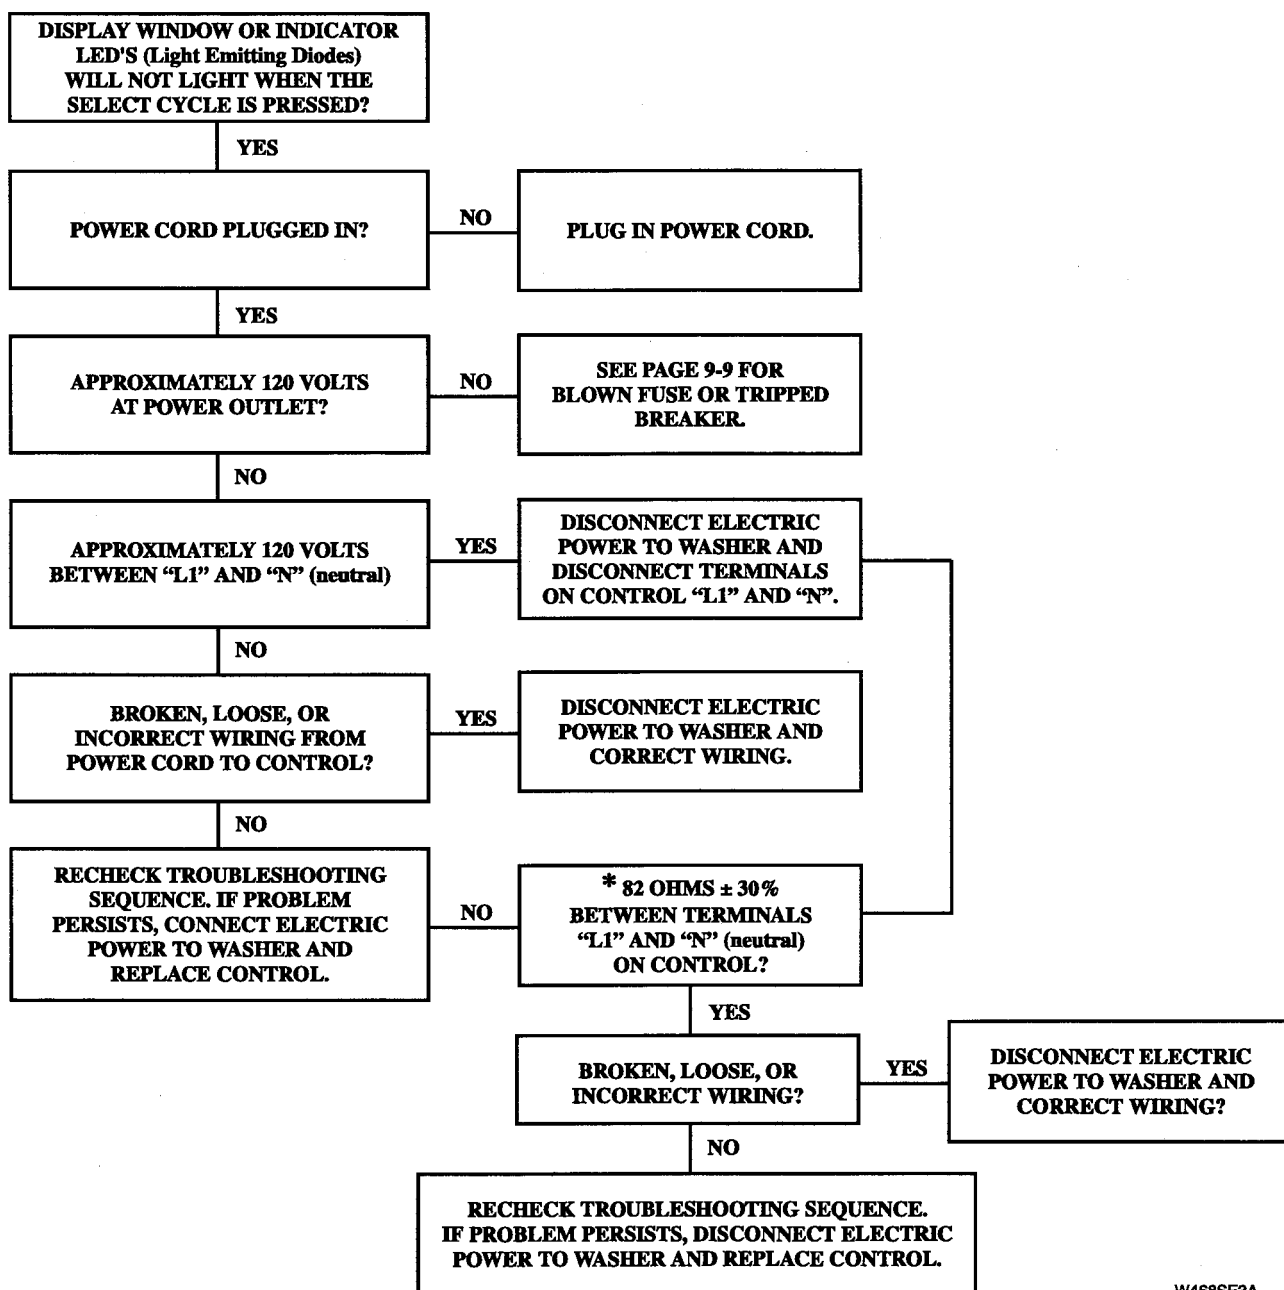 DISPLAY WINDOW OR INDICATOR
LED'S (Light Emitting Diodes)
WILL NOT LIGHT WHEN THE
SELECT CYCLE IS PRESSED?
YES
POWER CORD PLUGGED IN?
NO
PLUG IN POWER CORD.
YES
APPROXIMATELY 120 VOLTS
AT POWER OUTLET?
NO
SEE PAGE 9-9 FOR
BLOWN FUSE OR TRIPPED
BREAKER.
NO
APPROXIMATELY 120 VOLTS
BETWEEN “L1” AND “N” (neutral)
YES
DISCONNECT ELECTRIC
POWER TO WASHER AND
DISCONNECT TERMINALS
ON CONTROL “L1” AND “N”.
NO
BROKEN, LOOSE, OR
INCORRECT WIRING FROM
POWER CORD TO CONTROL?
YES
DISCONNECT ELECTRIC
POWER TO WASHER AND
CORRECT WIRING.
NO
RECHECK TROUBLESHOOTING
SEQUENCE. IF PROBLEM
PERSISTS, CONNECT ELECTRIC
POWER TO WASHER AND
REPLACE CONTROL.
NO
* 82 OHMS ± 30%
BETWEEN TERMINALS
“L1” AND “N” (neutral)
ON CONTROL?
YES
BROKEN, LOOSE, OR
INCORRECT WIRING?
YES
DISCONNECT ELECTRIC
POWER TO WASHER AND
CORRECT WIRING?
NO
RECHECK TROUBLESHOOTING SEQUENCE.
IF PROBLEM PERSISTS, DISCONNECT ELECTRIC
POWER TO WASHER AND REPLACE CONTROL.